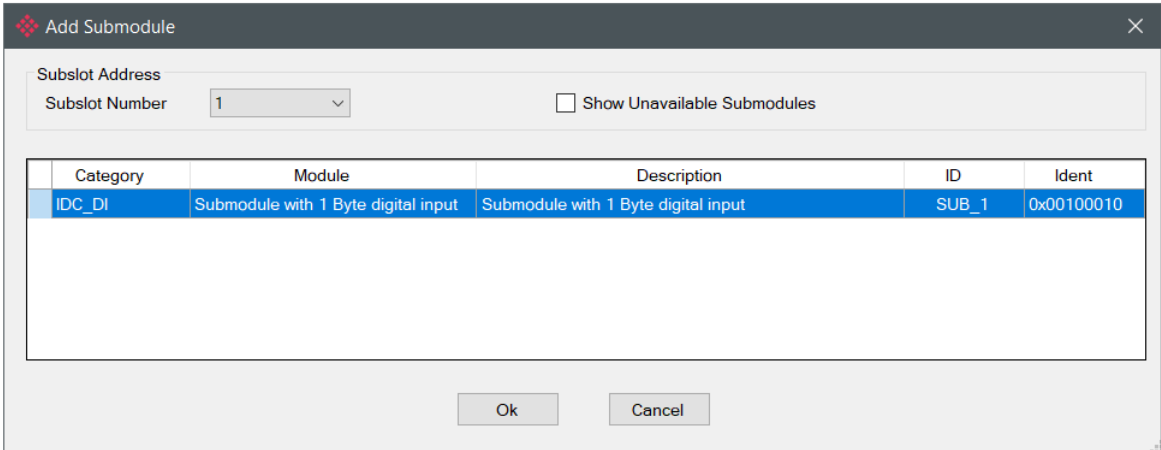 Add Submodule
Subslot Address
Subslot Number 1 Show Unavailable Submodules
Category Module Description ID Ident
IDC_DI Submodule with 1 Byte digital input Submodule with 1 Byte digital input SUB_1 0x00100010
Ok Cancel